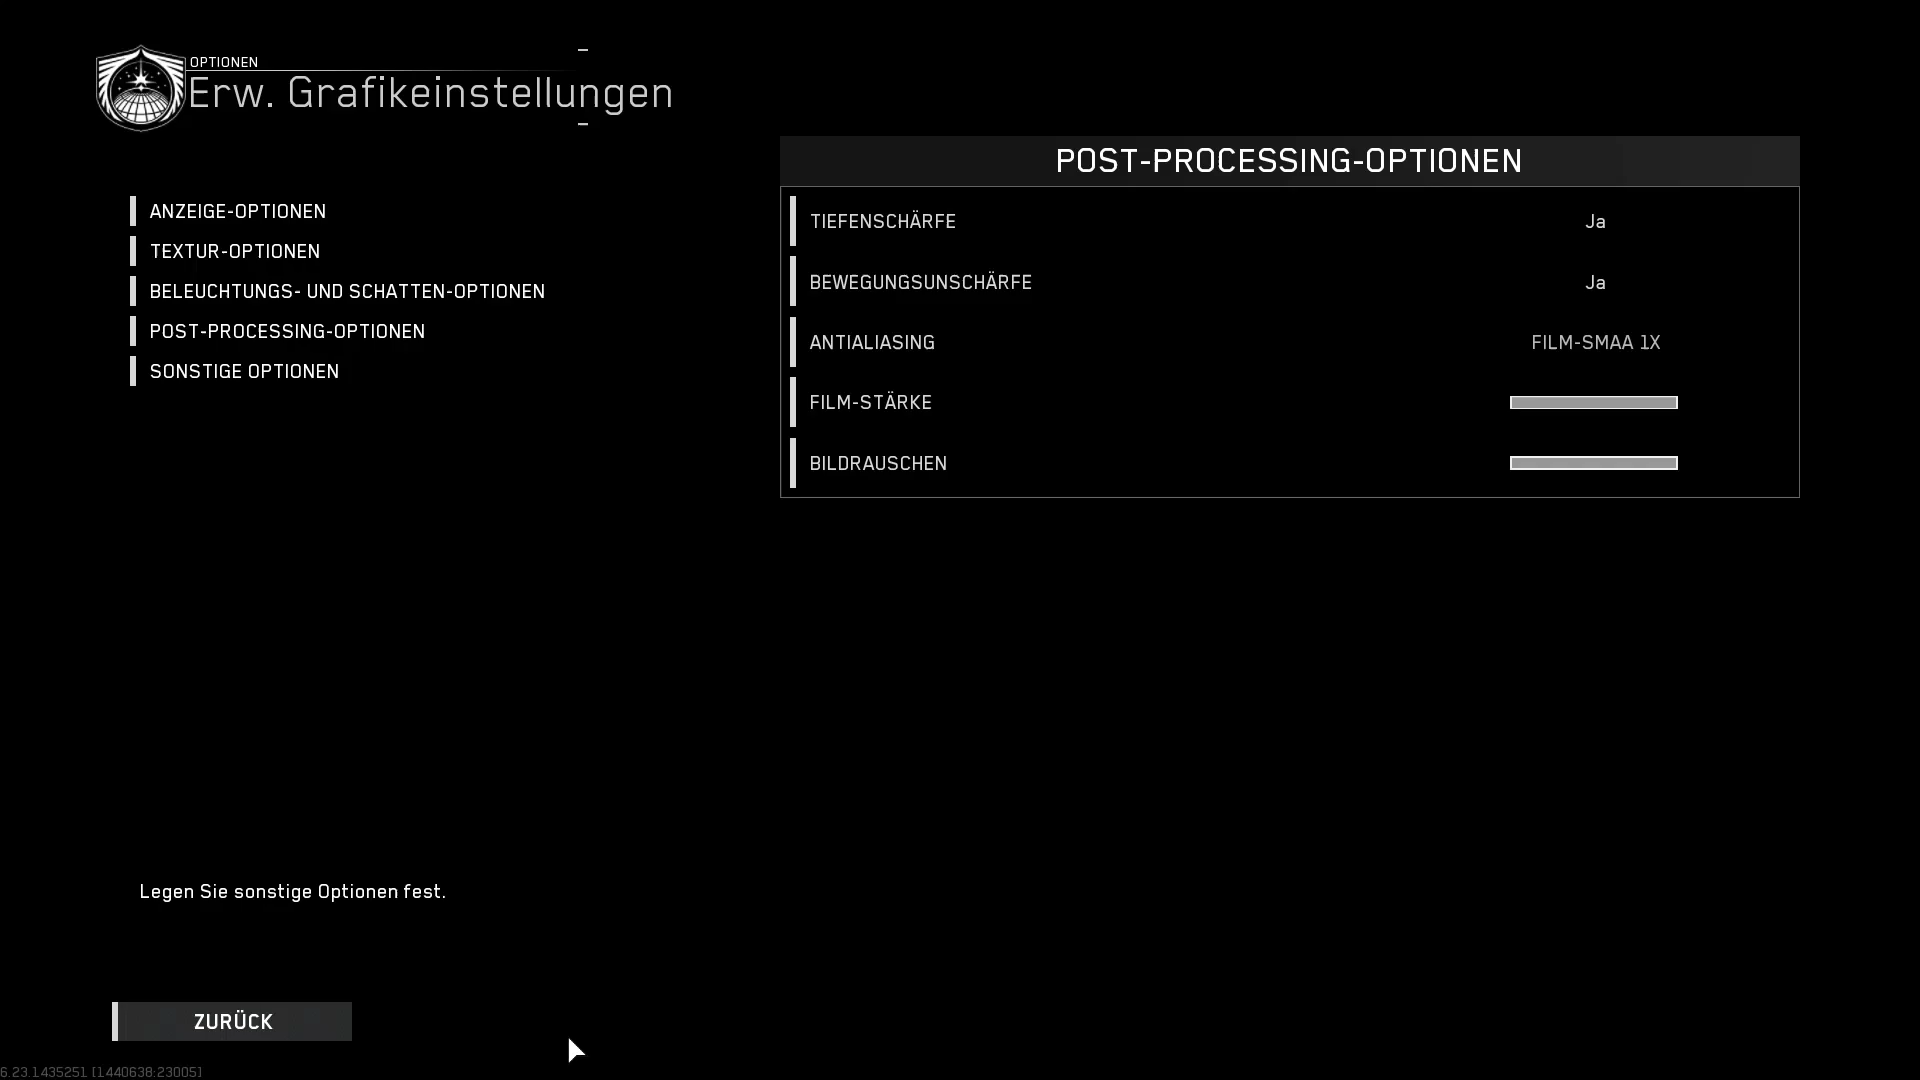 OPTIONEN
Erw. Grafikeinstellungen
ANZEIGE-OPTIONEN
TEXTUR-OPTIONEN
BELEUCHTUNGS- UND SCHATTEN-OPTIONEN
POST-PROCESSING-OPTIONEN
SONSTIGE OPTIONEN
POST-PROCESSING-OPTIONEN
TIEFENSCHÄRFE Ja
BEWEGUNGSUNSCHÄRFE Ja
ANTIALIASING FILM-SMAA 1X
FILM-STÄRKE
BILDRAUSCHEN
Legen Sie sonstige Optionen fest.
ZURÜCK
6.23.1435251 [1440638:23005]